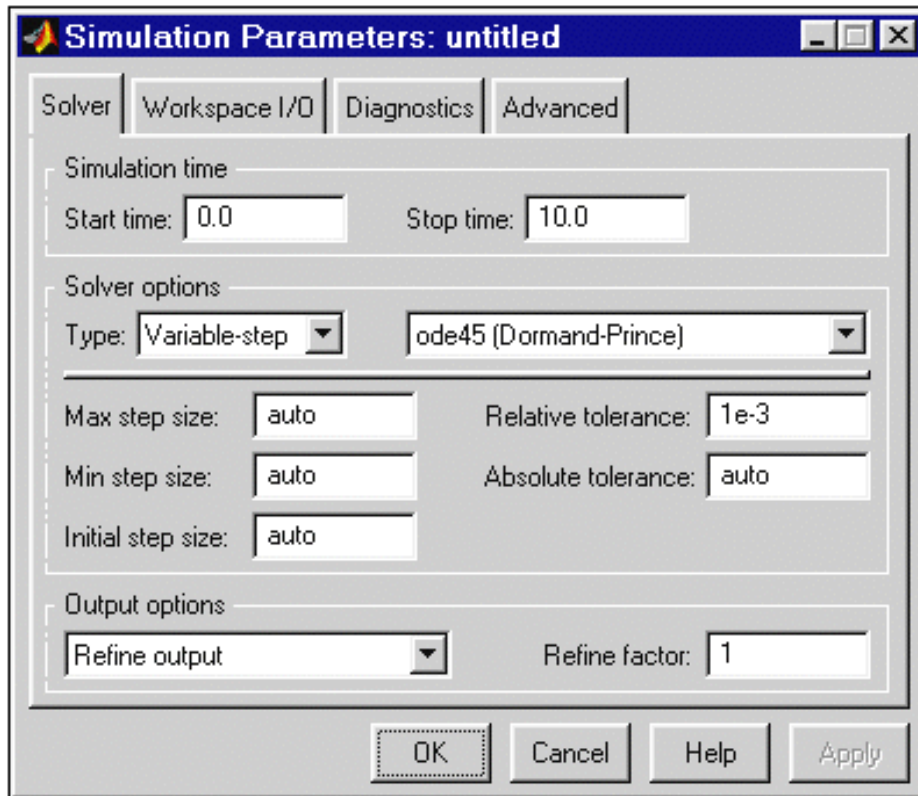 Simulation Parameters: untitled
Solver Workspace I/O Diagnostics Advanced
Simulation time
Start time: 0.0 Stop time: 10.0
Solver options
Type: Variable-step ode45 (Dormand-Prince)
Max step size: auto Relative tolerance: 1e-3
Min step size: auto Absolute tolerance: auto
Initial step size: auto
Output options
Refine output Refine factor: 1
OK Cancel Help Apply